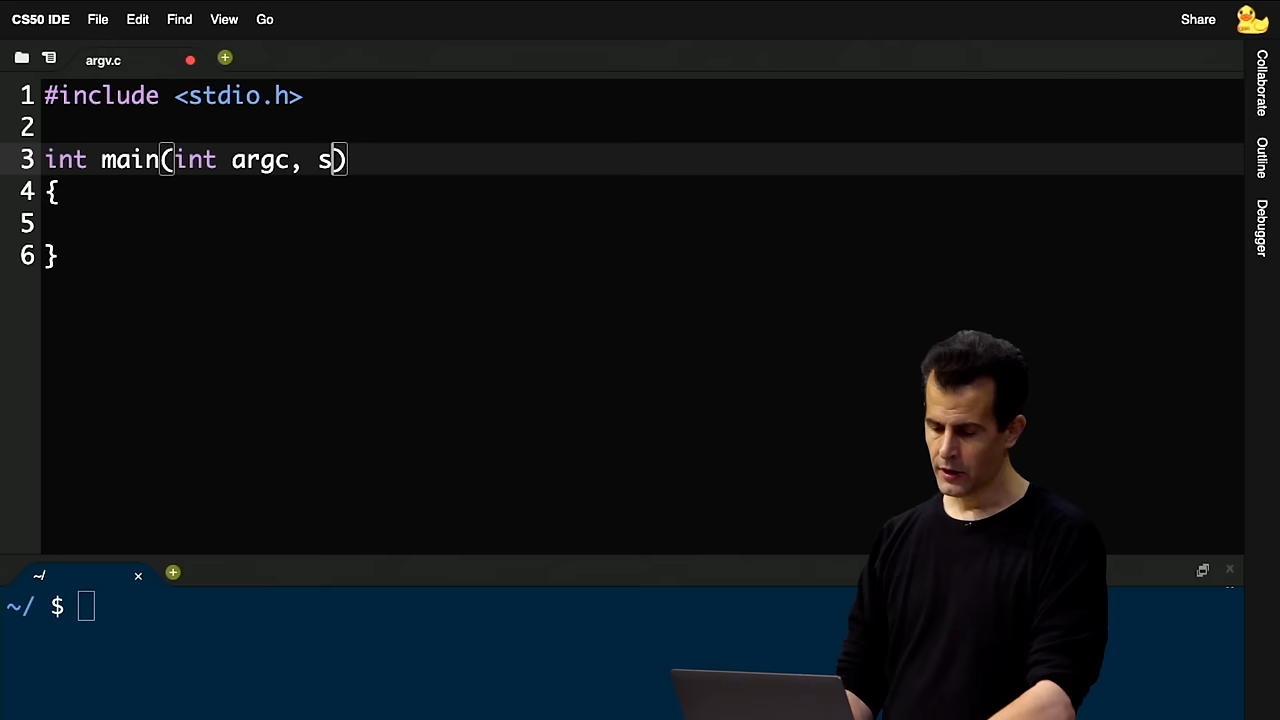 CS50 IDE File Edit Find View Go Share
argv.c
1 #include <stdio.h>
2
3 int main(int argc, s)
4 {
5
6 }
Collaborate
Outline
Debugger
~/
~/ $